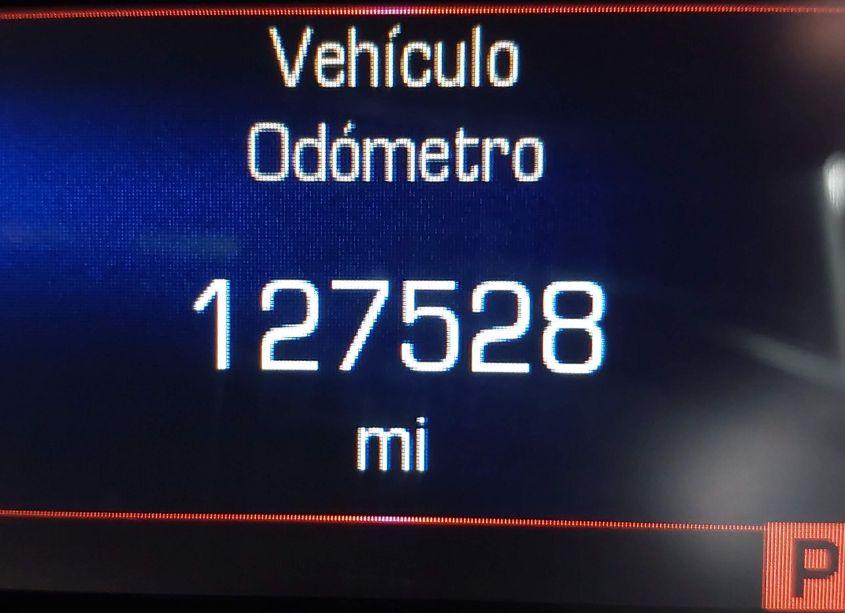 Vehículo
Odómetro
127528
mi
P